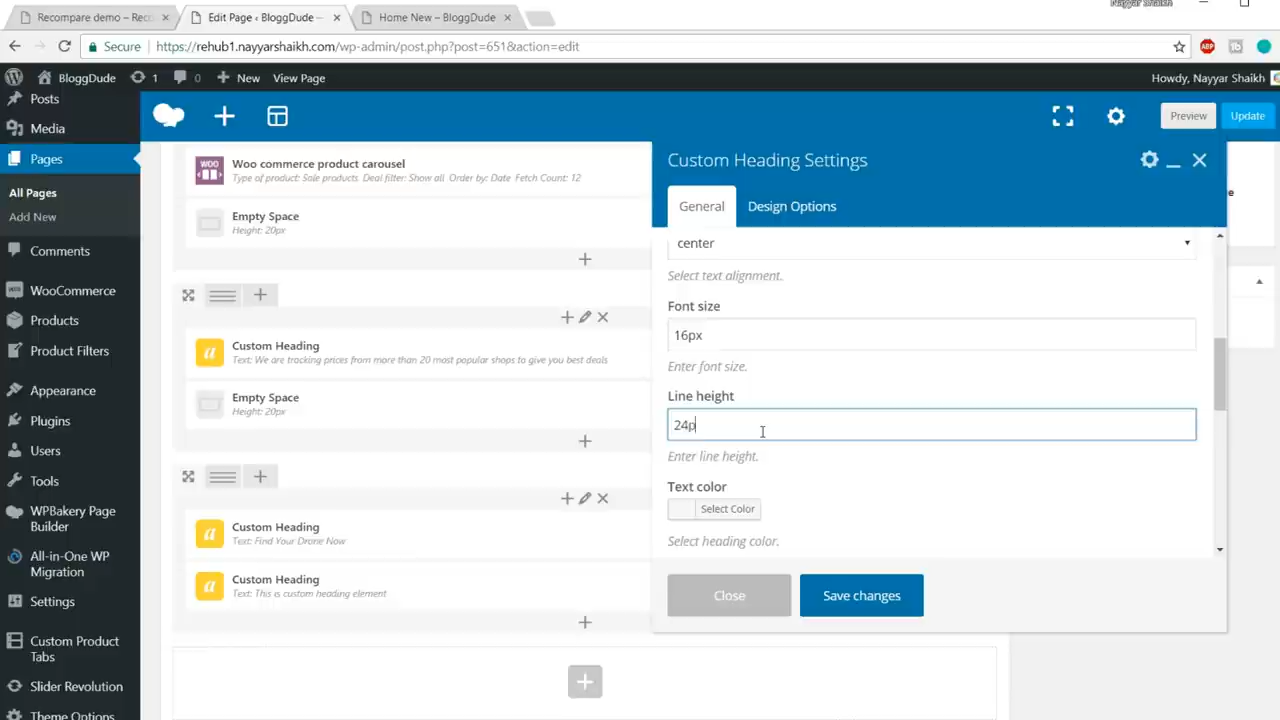 Nayyar Shaikh
Recompare demo – Reco
Edit Page ‹ BloggDude —
Home New – BloggDude
Secure
https://rehub1.nayyarshaikh.com/wp-admin/post.php?post=651&action=edit
ABP
BloggDude
1
0
New
View Page
Howdy, Nayyar Shaikh
Posts
Media
Pages
All Pages
Add New
Comments
WooCommerce
Products
Product Filters
Appearance
Plugins
Users
Tools
WPBakery Page
Builder
All-in-One WP
Migration
Settings
Custom Product
Tabs
Slider Revolution
Theme Options
Preview
Update
WOO
Woo commerce product carousel
Type of product: Sale products. Deal filter: Show all Order by: Date Fetch Count: 12
Empty Space
Height: 20px
Custom Heading
Text: We are tracking prices from more than 20 most popular shops to give you best deals
Empty Space
Height: 20px
Custom Heading
Text: Find Your Drone Now
Custom Heading
Text: This is custom heading element
Custom Heading Settings
General
Design Options
center
Select text alignment.
Font size
16px
Enter font size.
Line height
24p
Enter line height.
Text color
Select Color
Select heading color.
Close
Save changes